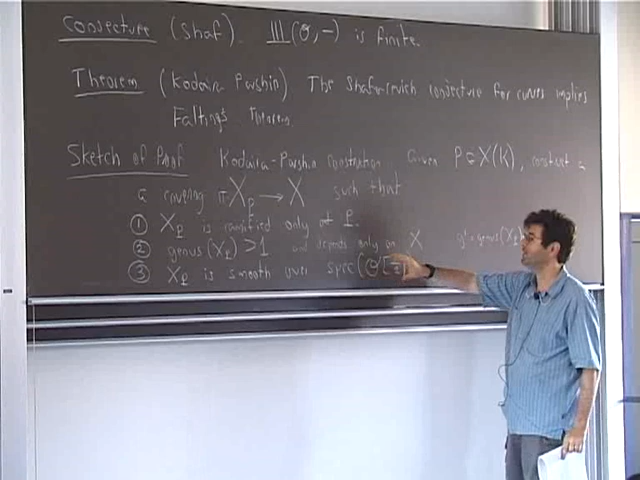 Conjecture (Shaf). Ш(O, -) is finite.
Theorem (Kodaira Parshin). The Shafarevich conjecture for curves implies
Faltings Theorem.
Sketch of Proof Kodaira-Parshin construction Given P ∈ X(K), construct a
a covering π: X_P → X such that
① X_P is ramified only at P.
② genus(X_P) > 1 and depends only on X g' = genus(X_P)
③ X_P is smooth over spec(O[